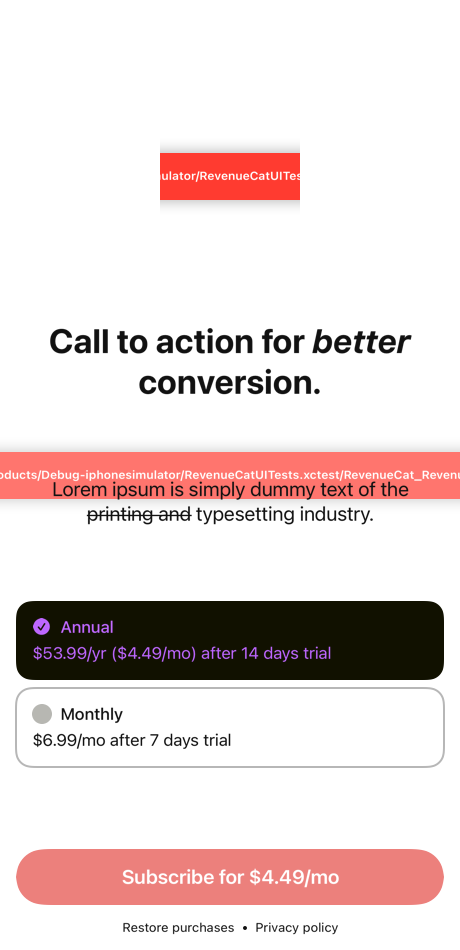 ulator/RevenueCatUITes
Call to action for better
conversion.
oducts/Debug-iphonesimulator/RevenueCatUITests.xctest/RevenueCat_Revenu
Lorem ipsum is simply dummy text of the
printing and typesetting industry.
Annual
$53.99/yr ($4.49/mo) after 14 days trial
Monthly
$6.99/mo after 7 days trial
Subscribe for $4.49/mo
Restore purchases • Privacy policy